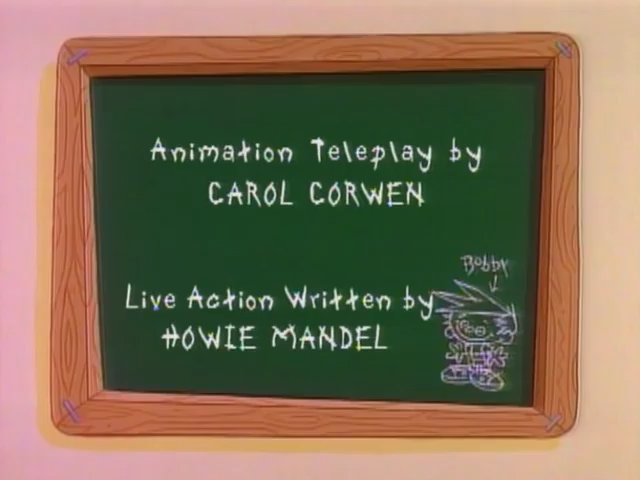 Animation Teleplay by
CAROL CORWEN
Bobby
Live Action Written by
HOWIE MANDEL